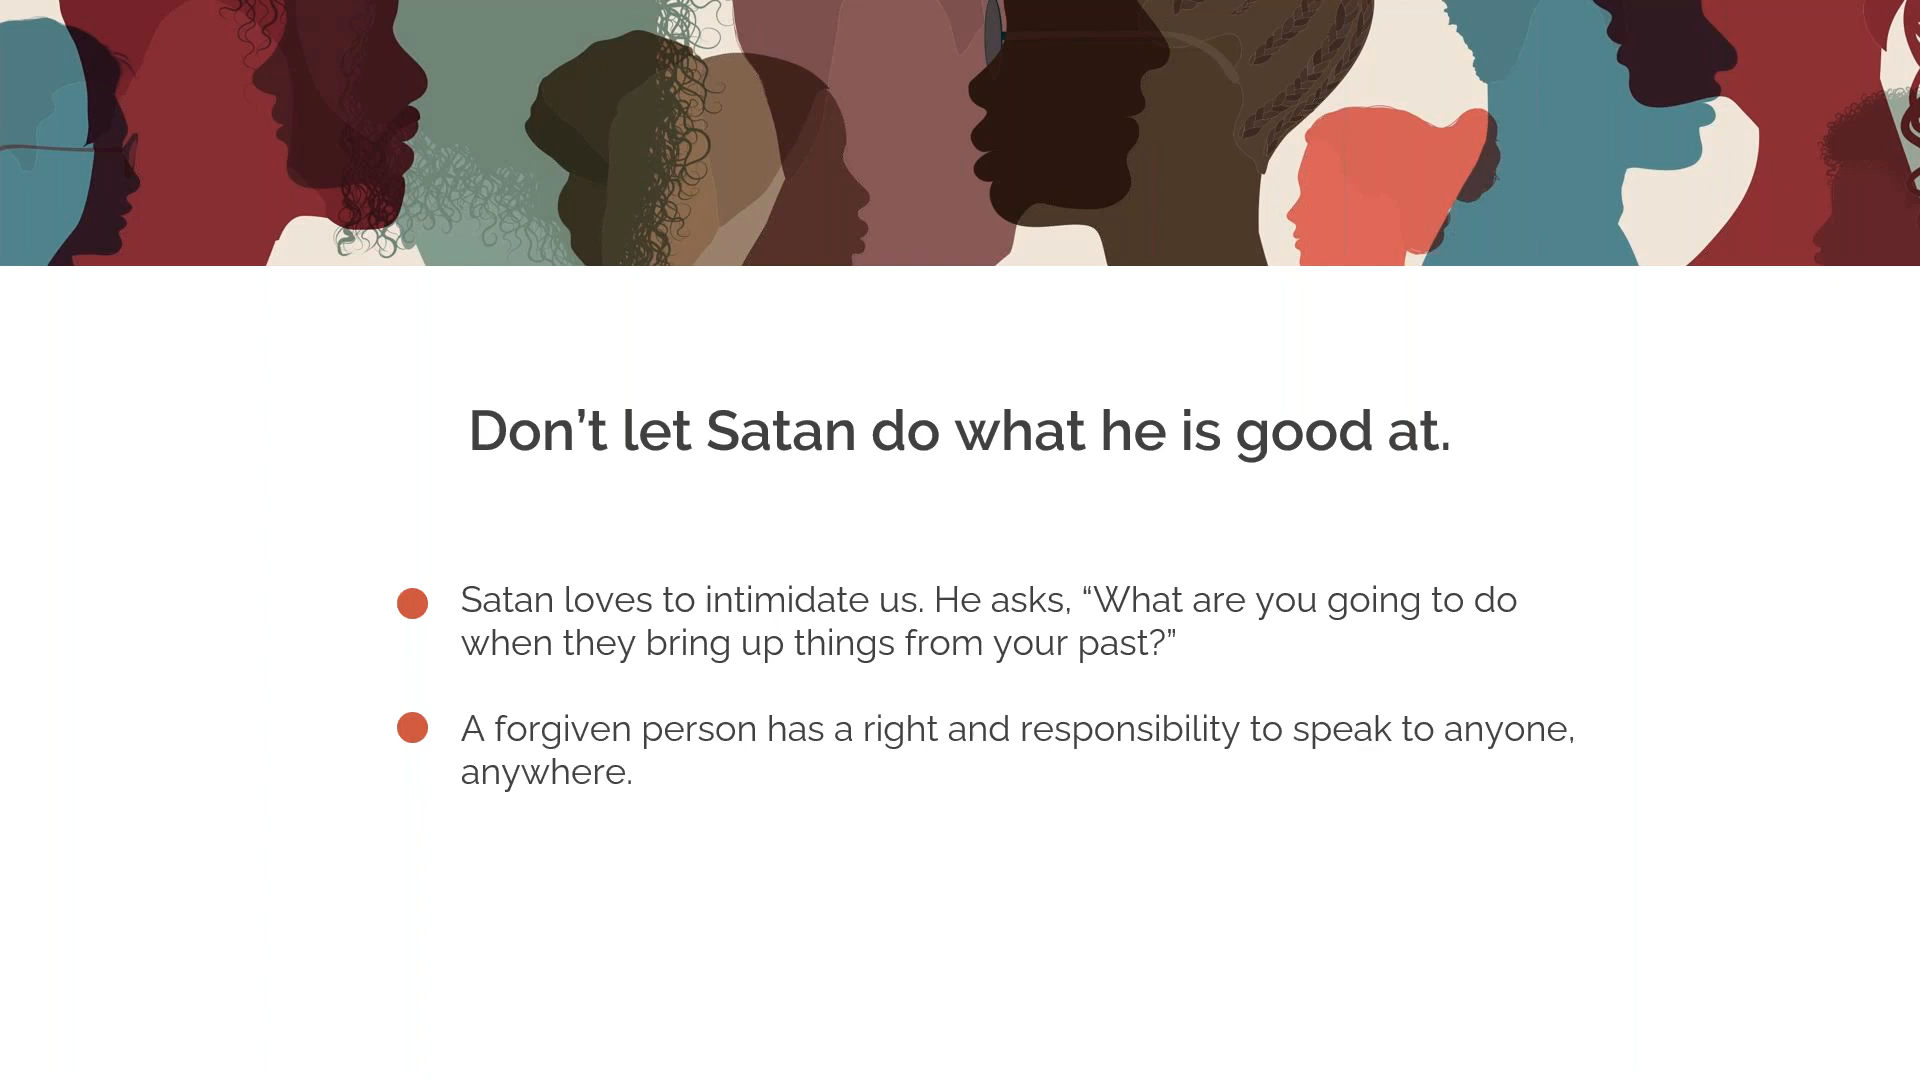 Don’t let Satan do what he is good at.
Satan loves to intimidate us. He asks, “What are you going to do
when they bring up things from your past?”
A forgiven person has a right and responsibility to speak to anyone,
anywhere.